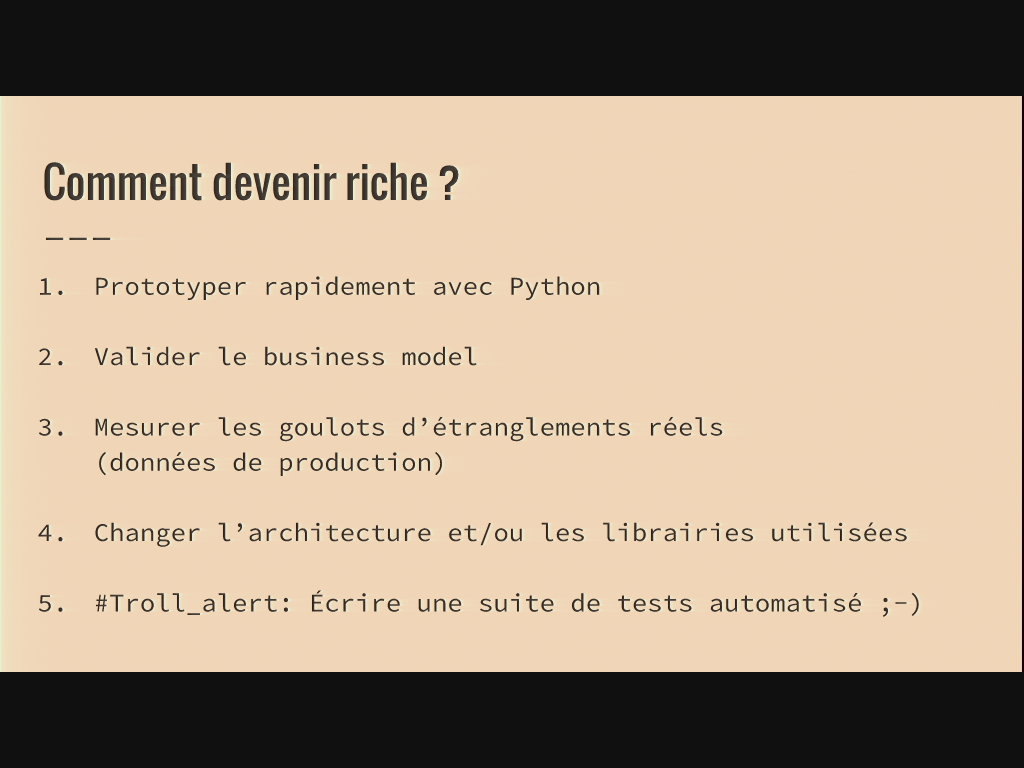 Comment devenir riche ?
1. Prototyper rapidement avec Python
2. Valider le business model
3. Mesurer les goulots d’étranglements réels
(données de production)
4. Changer l’architecture et/ou les librairies utilisées
5. #Troll_alert: Écrire une suite de tests automatisé ;-)